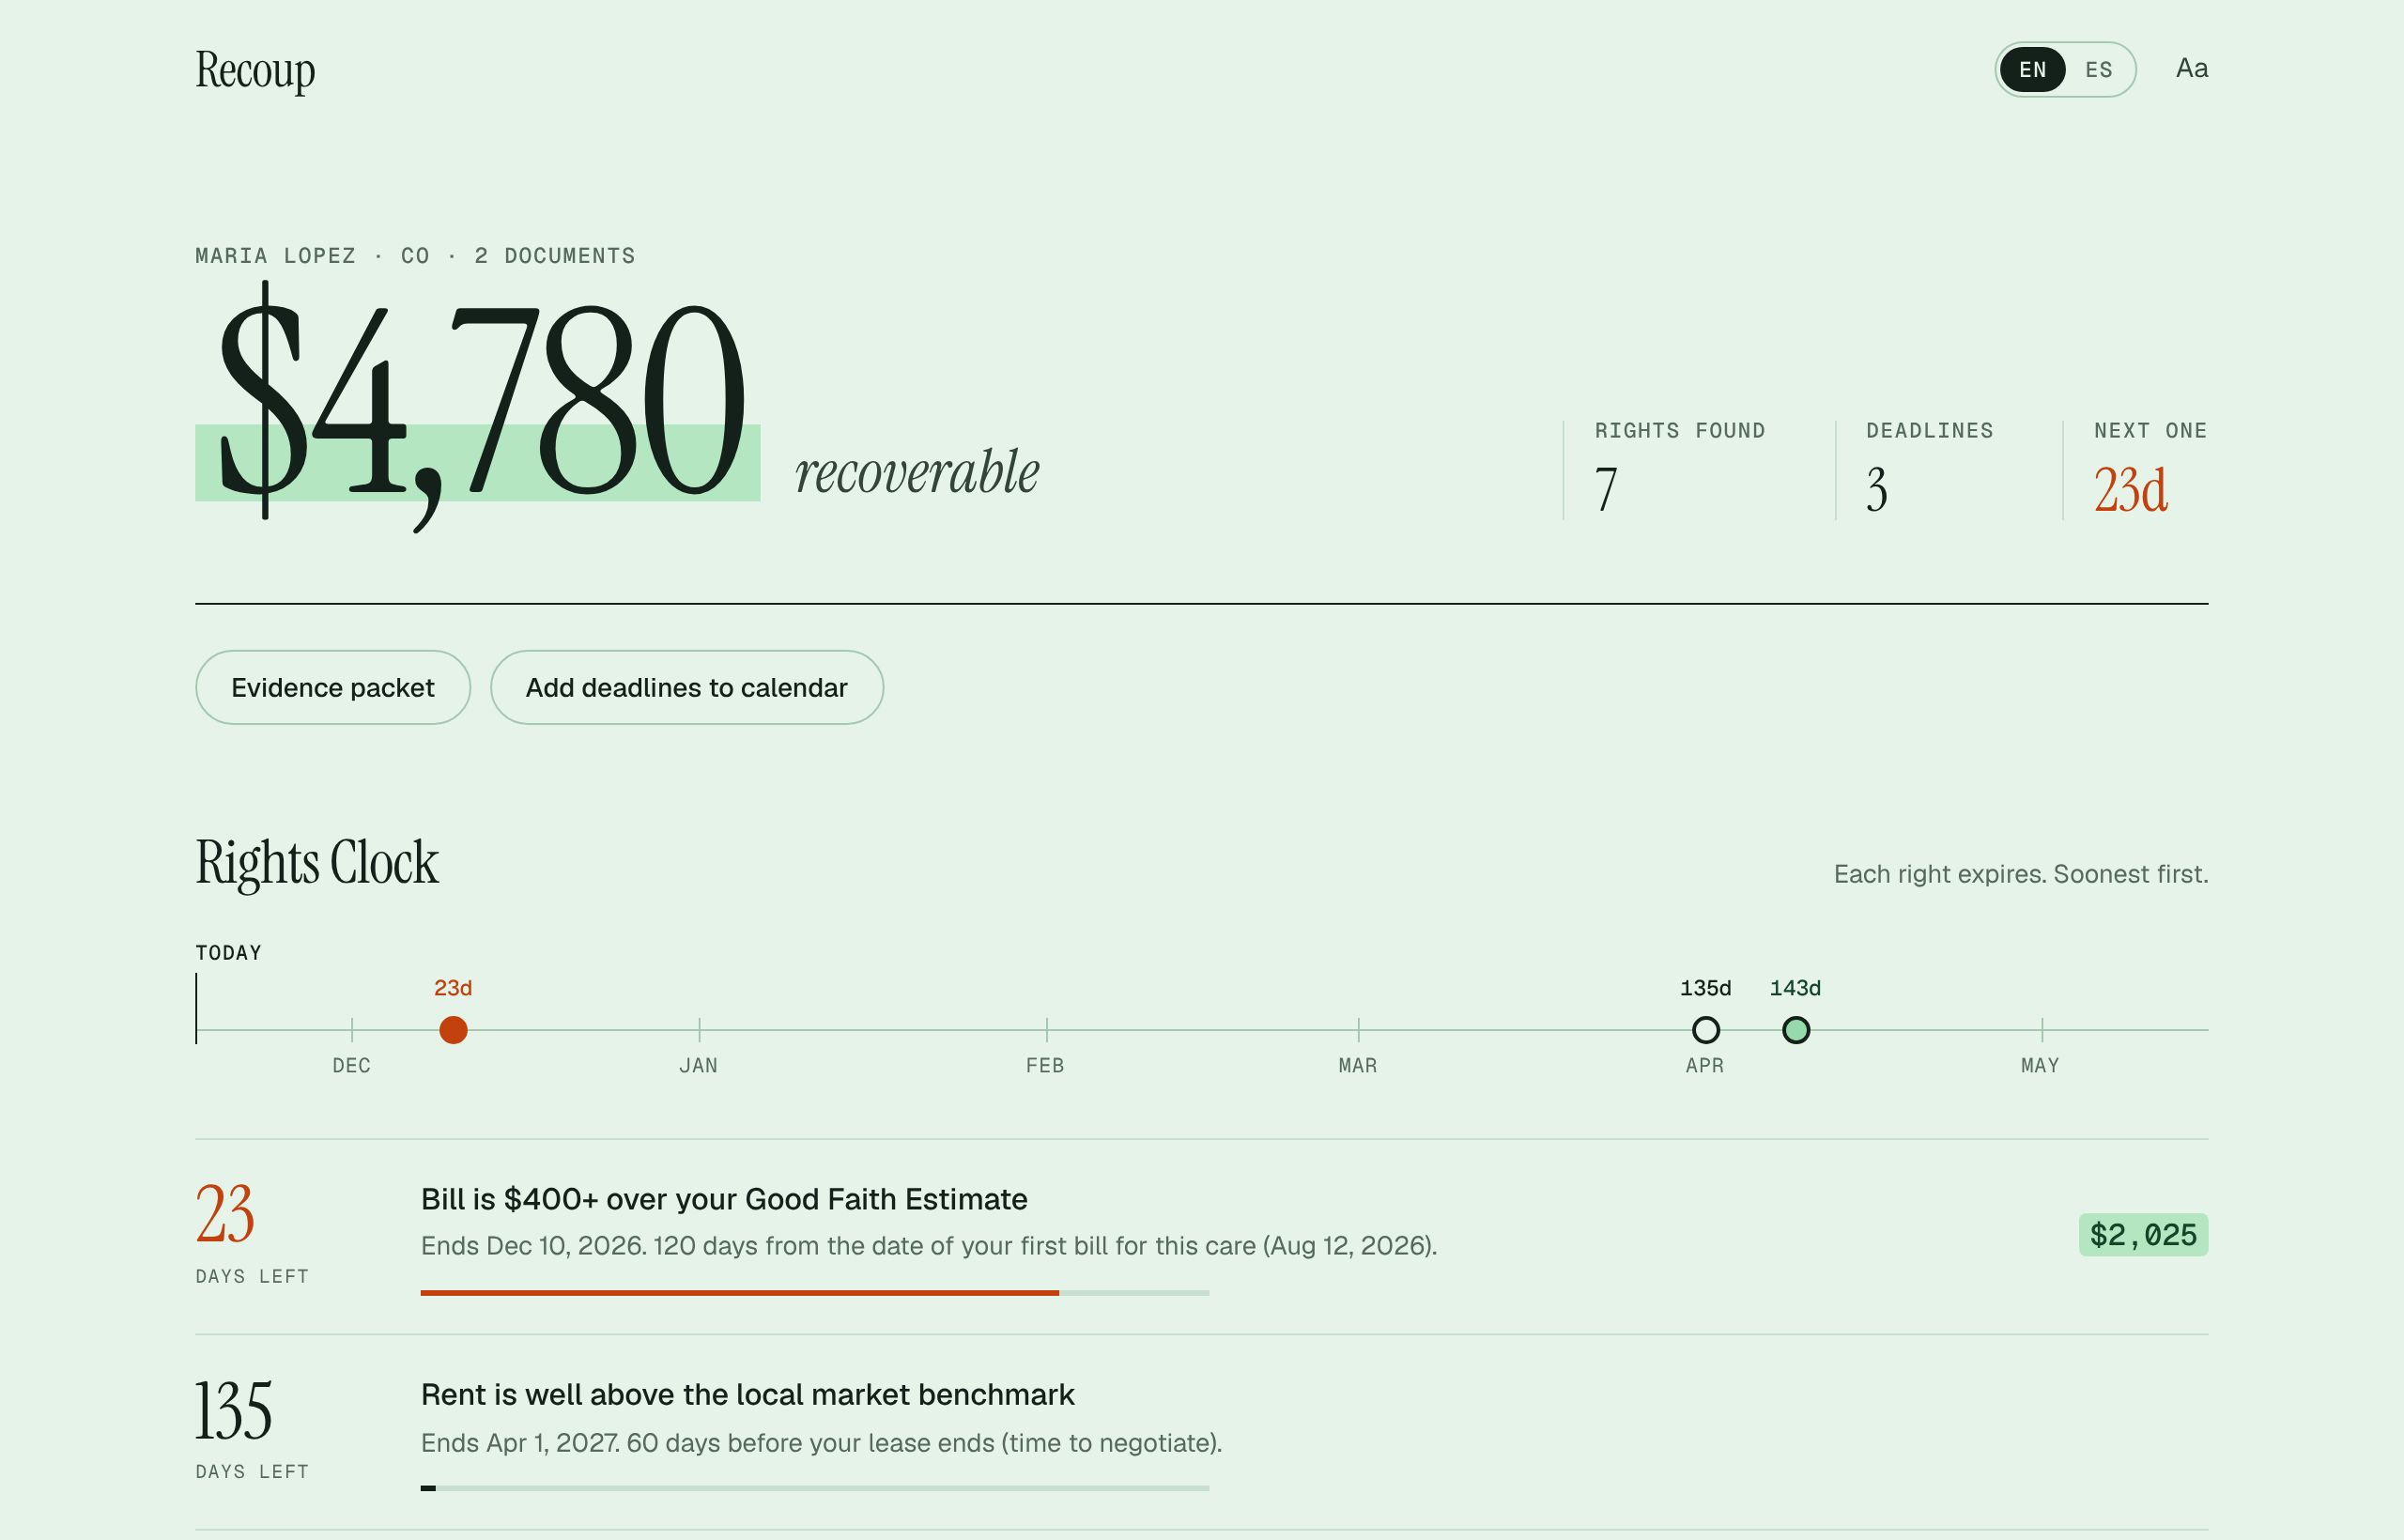 Recoup
EN ES Aa
MARIA LOPEZ · CO · 2 DOCUMENTS
$4,780 recoverable
RIGHTS FOUND
7
DEADLINES
3
NEXT ONE
23d
Evidence packet
Add deadlines to calendar
Rights Clock
Each right expires. Soonest first.
TODAY
23d 135d 143d
DEC JAN FEB MAR APR MAY
23
DAYS LEFT
Bill is $400+ over your Good Faith Estimate
Ends Dec 10, 2026. 120 days from the date of your first bill for this care (Aug 12, 2026).
$2,025
135
DAYS LEFT
Rent is well above the local market benchmark
Ends Apr 1, 2027. 60 days before your lease ends (time to negotiate).